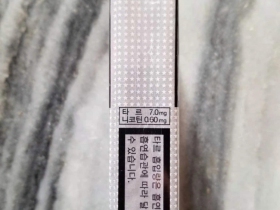 타 르 7.0mg
니코틴 0.60mg
타르 흡입량은 흡연
흡연습관에 따라 달
수 있습니다.